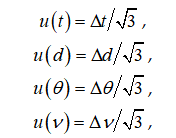 u(t) = Δt/√3 ,
u(d) = Δd/√3 ,
u(θ) = Δθ/√3 ,
u(ν) = Δν/√3 ,